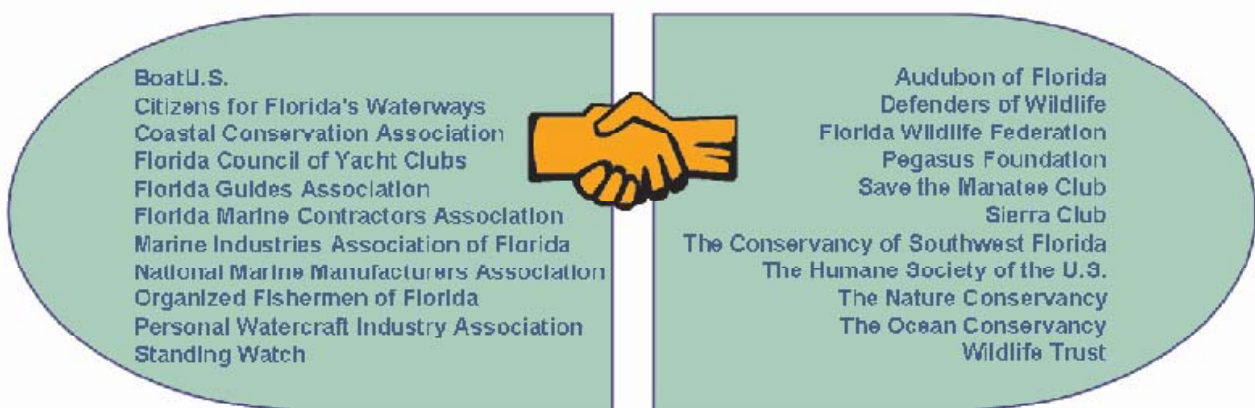 BoatU.S.
Citizens for Florida's Waterways
Coastal Conservation Association
Florida Council of Yacht Clubs
Florida Guides Association
Florida Marine Contractors Association
Marine Industries Association of Florida
National Marine Manufacturers Association
Organized Fishermen of Florida
Personal Watercraft Industry Association
Standing Watch
Audubon of Florida
Defenders of Wildlife
Florida Wildlife Federation
Pegasus Foundation
Save the Manatee Club
Sierra Club
The Conservancy of Southwest Florida
The Humane Society of the U.S.
The Nature Conservancy
The Ocean Conservancy
Wildlife Trust